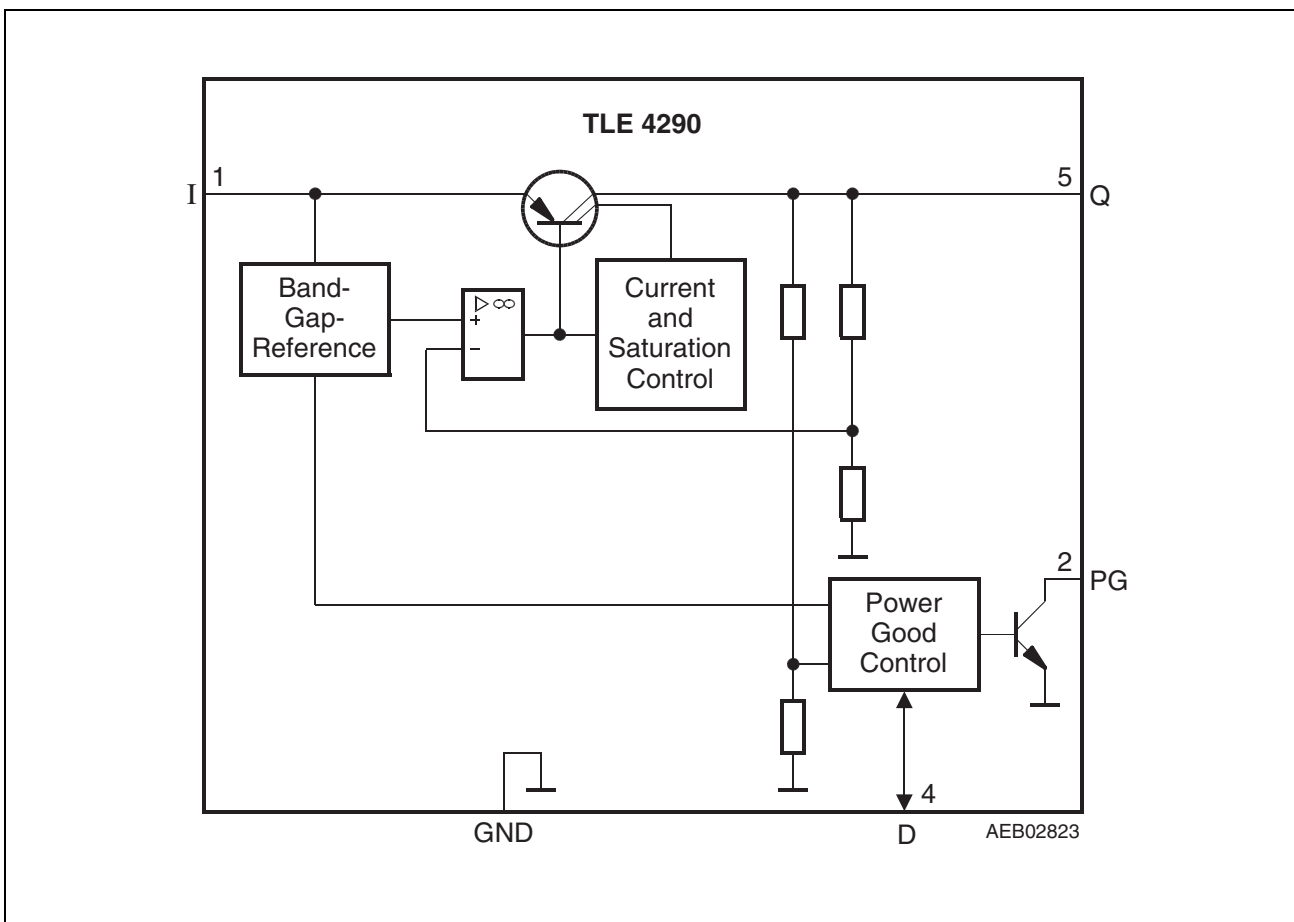 TLE 4290
1
5
I
Q
Band-
Gap-
Reference
▷ ∞
+
−
Current
and
Saturation
Control
2
PG
Power
Good
Control
4
GND
D
AEB02823